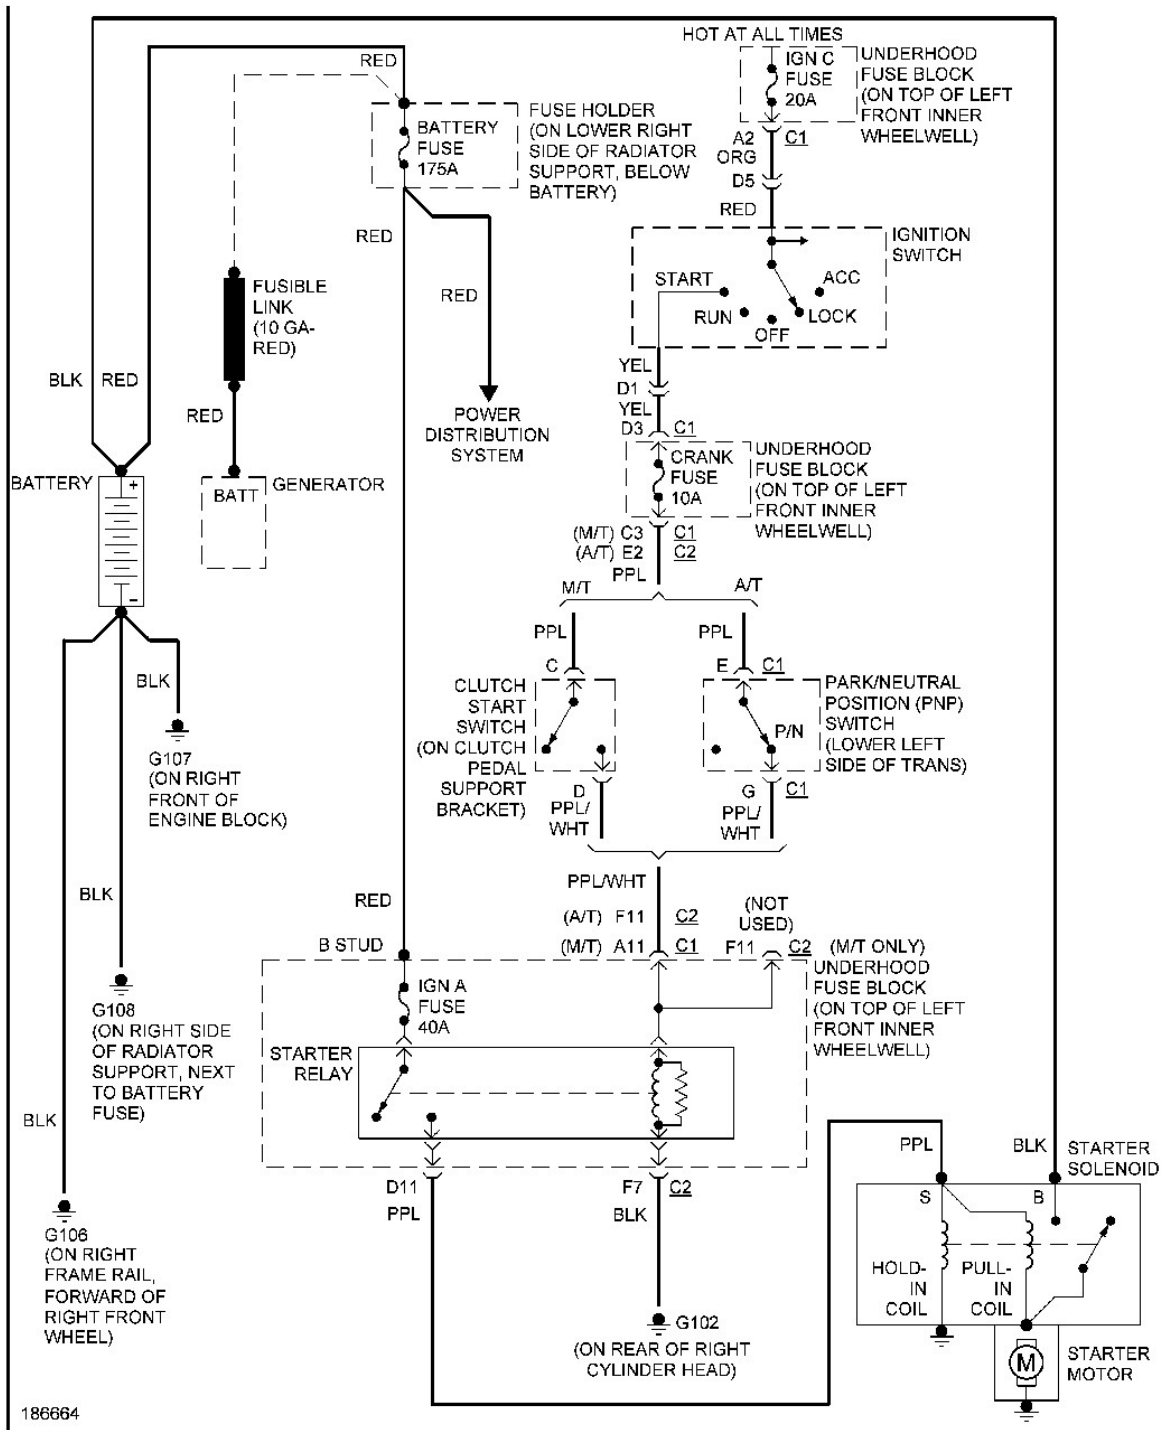 HOT AT ALL TIMES
RED
IGN C
FUSE
20A
UNDERHOOD
FUSE BLOCK
(ON TOP OF LEFT
FRONT INNER
WHEELWELL)
BATTERY
FUSE
175A
FUSE HOLDER
(ON LOWER RIGHT
SIDE OF RADIATOR
SUPPORT, BELOW
BATTERY)
A2 C1
ORG
D5
RED
RED
IGNITION
SWITCH
START
ACC
RUN
LOCK
OFF
RED
FUSIBLE
LINK
(10 GA-
RED)
BLK
RED
RED
POWER
DISTRIBUTION
SYSTEM
YEL
D1
YEL
D3 C1
CRANK
FUSE
10A
UNDERHOOD
FUSE BLOCK
(ON TOP OF LEFT
FRONT INNER
WHEELWELL)
BATTERY
+
-
BATT
GENERATOR
(M/T) C3 C1
(A/T) E2 C2
PPL
M/T
A/T
PPL
PPL
C
E C1
CLUTCH
START
SWITCH
(ON CLUTCH
PEDAL
SUPPORT
BRACKET)
P/N
PARK/NEUTRAL
POSITION (PNP)
SWITCH
(LOWER LEFT
SIDE OF TRANS)
D
PPL/
WHT
G C1
PPL/
WHT
BLK
G107
(ON RIGHT
FRONT OF
ENGINE BLOCK)
BLK
RED
PPL/WHT
(A/T) F11 C2
(M/T) A11 C1
(NOT
USED)
F11 C2 (M/T ONLY)
B STUD
UNDERHOOD
FUSE BLOCK
(ON TOP OF LEFT
FRONT INNER
WHEELWELL)
IGN A
FUSE
40A
G108
(ON RIGHT SIDE
OF RADIATOR
SUPPORT, NEXT
TO BATTERY
FUSE)
STARTER
RELAY
BLK
D11
PPL
F7 C2
BLK
PPL
BLK
STARTER
SOLENOID
S
B
HOLD-
IN
COIL
PULL-
IN
COIL
G106
(ON RIGHT
FRAME RAIL,
FORWARD OF
RIGHT FRONT
WHEEL)
G102
(ON REAR OF RIGHT
CYLINDER HEAD)
M
STARTER
MOTOR
186664